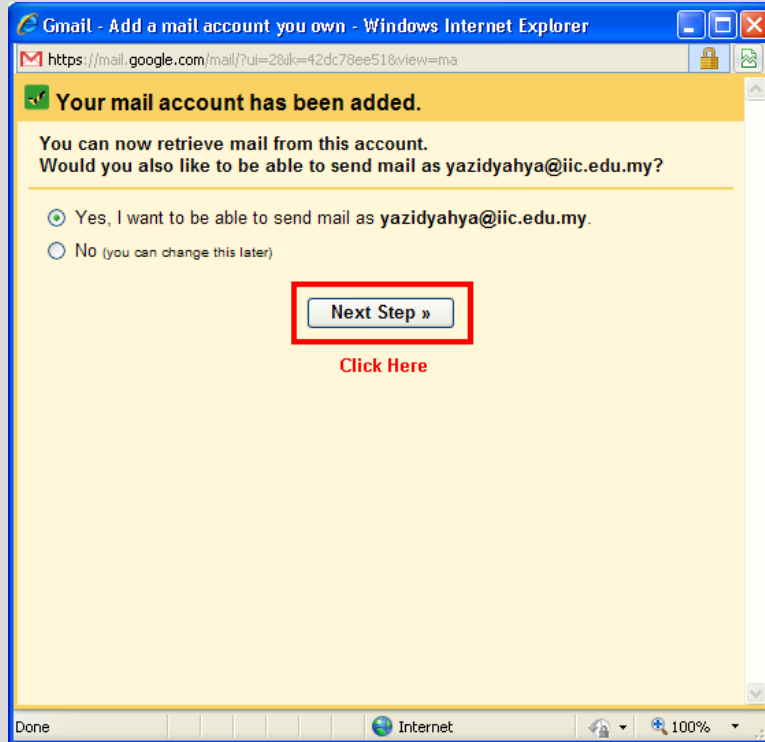 Gmail - Add a mail account you own - Windows Internet Explorer
https://mail.google.com/mail/?ui=2&ik=42dc78ee51&view=ma
Your mail account has been added.
You can now retrieve mail from this account.
Would you also like to be able to send mail as yazidyahya@iic.edu.my?
Yes, I want to be able to send mail as yazidyahya@iic.edu.my.
No (you can change this later)
Next Step »
Click Here
Done Internet 100%